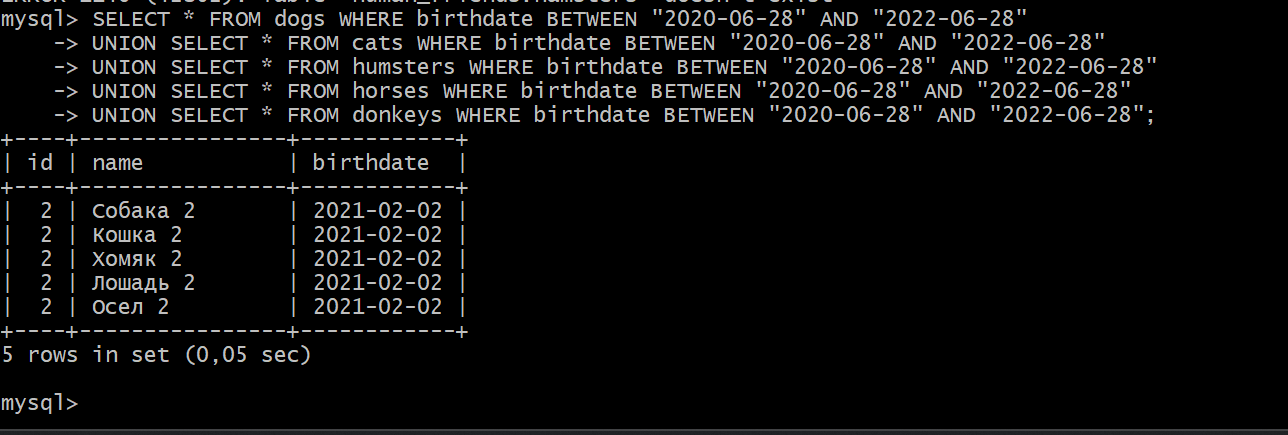 mysql> SELECT * FROM dogs WHERE birthdate BETWEEN "2020-06-28" AND "2022-06-28"
    -> UNION SELECT * FROM cats WHERE birthdate BETWEEN "2020-06-28" AND "2022-06-28"
    -> UNION SELECT * FROM humsters WHERE birthdate BETWEEN "2020-06-28" AND "2022-06-28"
    -> UNION SELECT * FROM horses WHERE birthdate BETWEEN "2020-06-28" AND "2022-06-28"
    -> UNION SELECT * FROM donkeys WHERE birthdate BETWEEN "2020-06-28" AND "2022-06-28";
+----+----------------+------------+
| id | name           | birthdate  |
+----+----------------+------------+
|  2 | Собака 2       | 2021-02-02 |
|  2 | Кошка 2        | 2021-02-02 |
|  2 | Хомяк 2        | 2021-02-02 |
|  2 | Лошадь 2       | 2021-02-02 |
|  2 | Осел 2         | 2021-02-02 |
+----+----------------+------------+
5 rows in set (0,05 sec)
mysql>